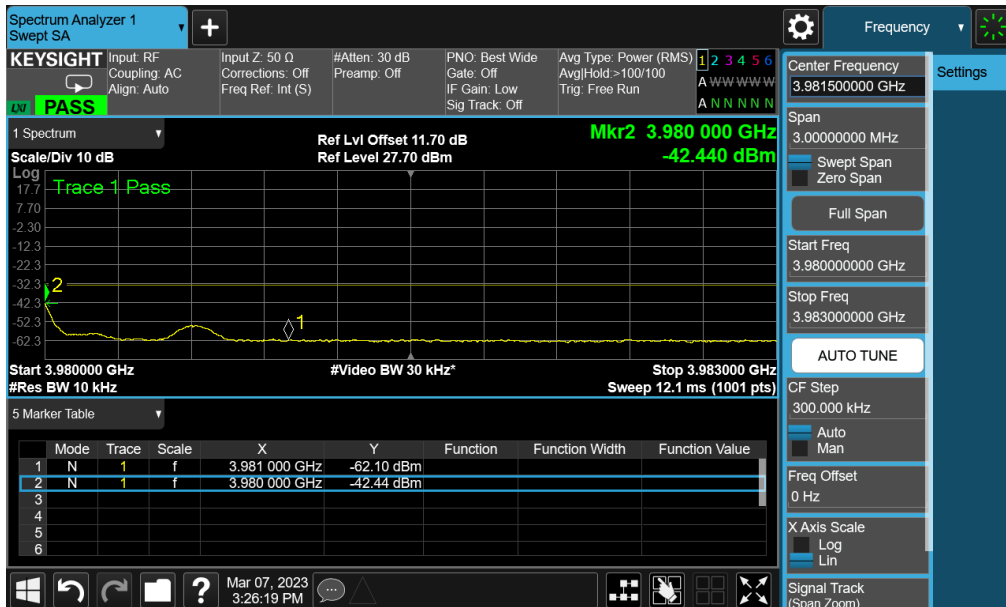 Spectrum Analyzer 1
Swept SA
Frequency
KEYSIGHT
LXI PASS
Input: RF
Coupling: AC
Align: Auto
Input Z: 50 Ω
Corrections: Off
Freq Ref: Int (S)
#Atten: 30 dB
Preamp: Off
PNO: Best Wide
Gate: Off
IF Gain: Low
Sig Track: Off
Avg Type: Power (RMS)
Avg|Hold:>100/100
Trig: Free Run
1 2 3 4 5 6
A W W W W W
A N N N N N
1 Spectrum
Scale/Div 10 dB
Ref Lvl Offset 11.70 dB
Ref Level 27.70 dBm
Mkr2 3.980 000 GHz
-42.440 dBm
Log
Trace 1 Pass
17.7
7.70
-2.30
-12.3
-22.3
-32.3
-42.3
-52.3
-62.3
2
1
Start 3.980000 GHz
#Res BW 10 kHz
#Video BW 30 kHz*
Stop 3.983000 GHz
Sweep 12.1 ms (1001 pts)
5 Marker Table
Mode Trace Scale X Y Function Function Width Function Value
1 N 1 f 3.981 000 GHz -62.10 dBm
2 N 1 f 3.980 000 GHz -42.44 dBm
3
4
5
6
Mar 07, 2023
3:26:19 PM
Center Frequency
3.981500000 GHz
Settings
Span
3.00000000 MHz
Swept Span
Zero Span
Full Span
Start Freq
3.980000000 GHz
Stop Freq
3.983000000 GHz
AUTO TUNE
CF Step
300.000 kHz
Auto
Man
Freq Offset
0 Hz
X Axis Scale
Log
Lin
Signal Track
(Span Zoom)